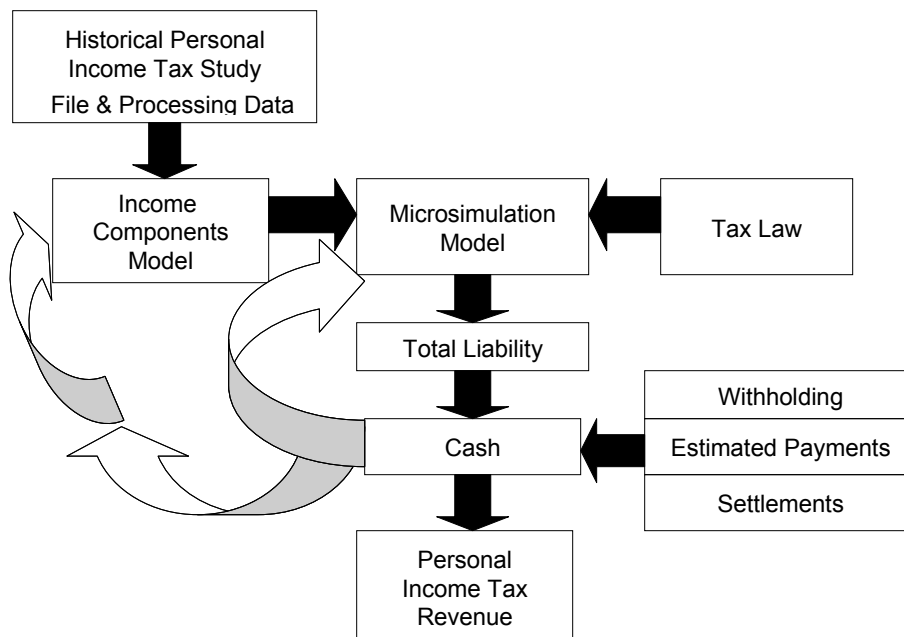 Historical Personal
Income Tax Study
File & Processing Data
Income
Components
Model
Microsimulation
Model
Tax Law
Total Liability
Withholding
Cash
Estimated Payments
Settlements
Personal
Income Tax
Revenue